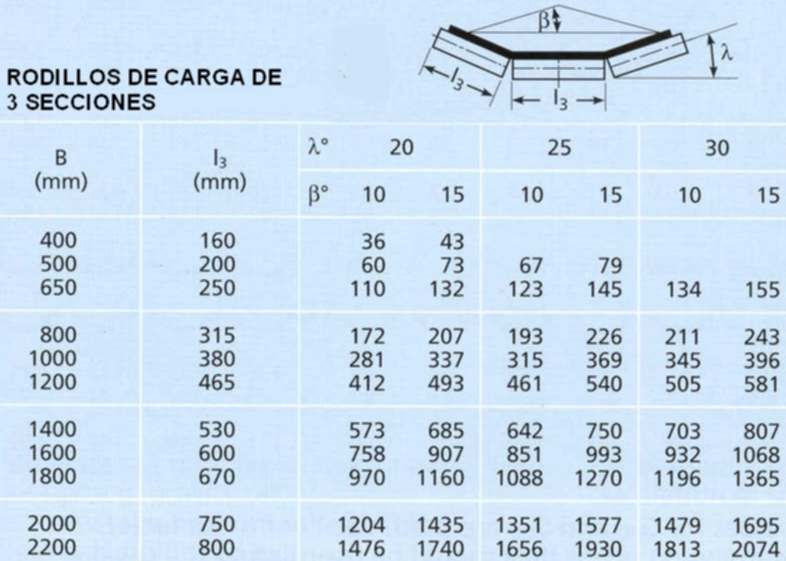 β
λ
l3
l3
RODILLOS DE CARGA DE
3 SECCIONES
B l3 λ° 20 25 30
(mm) (mm) β° 10 15 10 15 10 15
400 160 36 43
500 200 60 73 67 79
650 250 110 132 123 145 134 155
800 315 172 207 193 226 211 243
1000 380 281 337 315 369 345 396
1200 465 412 493 461 540 505 581
1400 530 573 685 642 750 703 807
1600 600 758 907 851 993 932 1068
1800 670 970 1160 1088 1270 1196 1365
2000 750 1204 1435 1351 1577 1479 1695
2200 800 1476 1740 1656 1930 1813 2074